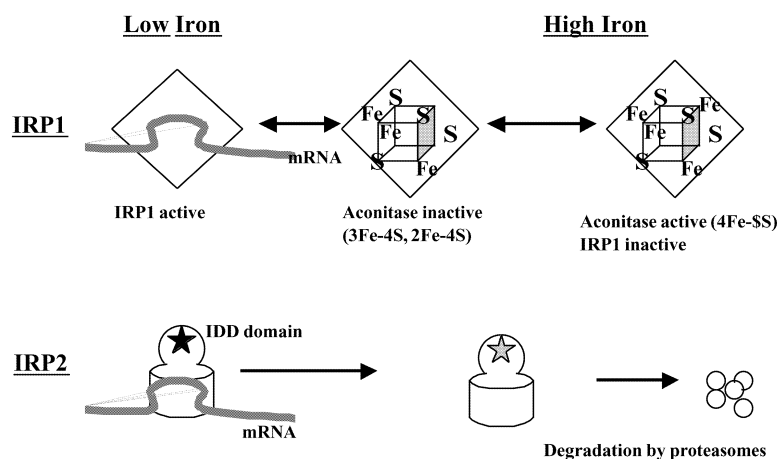 Low Iron
High Iron
IRP1
S
Fe
S
Fe
S
S
Fe
mRNA
S
Fe
Fe
S
Fe
S
S
Fe
IRP1 active
Aconitase inactive
(3Fe-4S, 2Fe-4S)
Aconitase active (4Fe-$S)
IRP1 inactive
IRP2
IDD domain
mRNA
Degradation by proteasomes